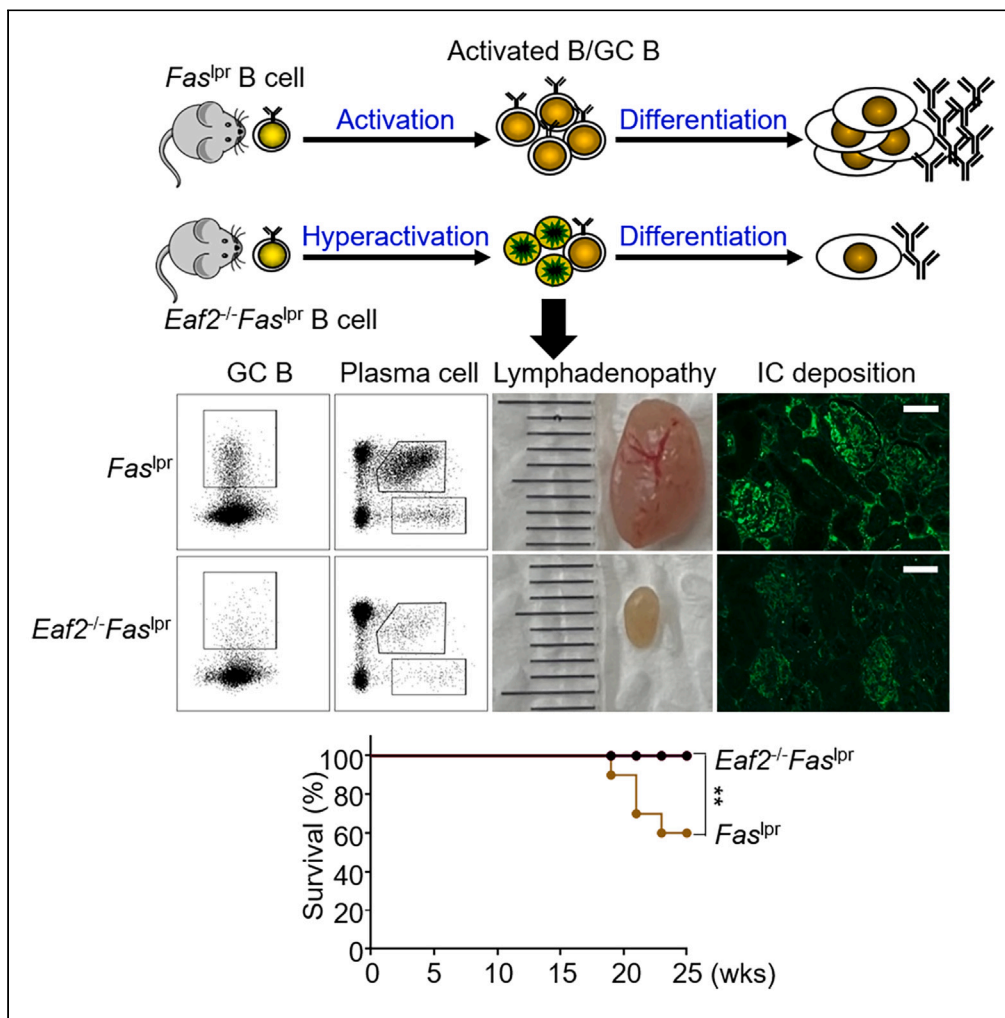 Activated B/GC B
Fas^lpr B cell
Activation
Differentiation
Hyperactivation
Differentiation
Eaf2^-/-Fas^lpr B cell
GC B
Plasma cell
Lymphadenopathy
IC deposition
Fas^lpr
Eaf2^-/-Fas^lpr
Survival (%)
100
80
60
40
20
0
Eaf2^-/-Fas^lpr
**
Fas^lpr
0 5 10 15 20 25 (wks)